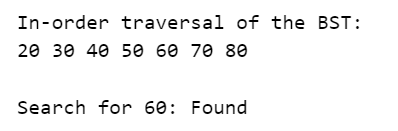 In-order traversal of the BST:
20 30 40 50 60 70 80
Search for 60: Found